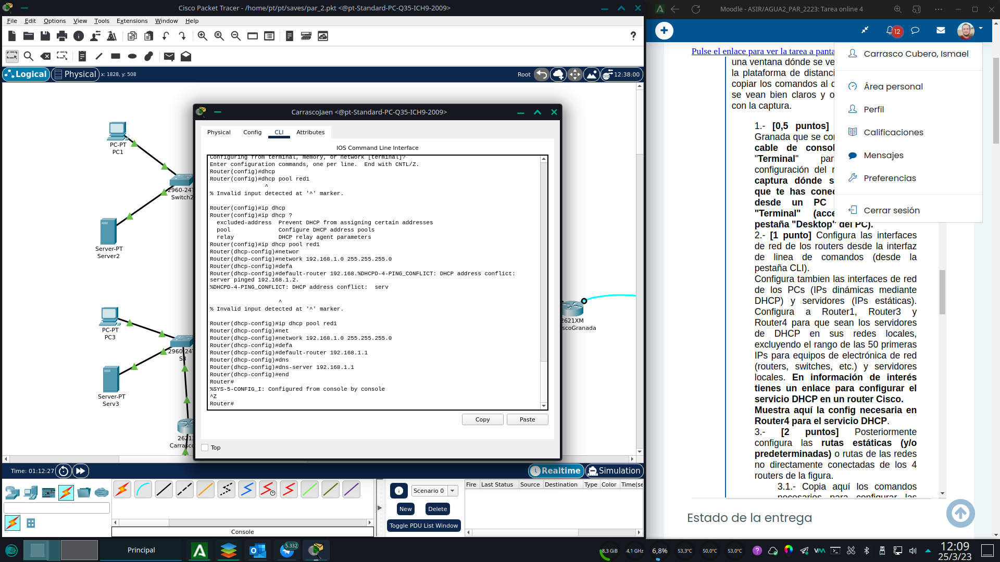 Cisco Packet Tracer - /home/pt/pt/saves/par_2.pkt <@pt-Standard-PC-Q35-ICH9-2009>
File Edit Options View Tools Extensions Window Help
Logical Physical x: 1828, y: 508
Root 12:38:00
PC-PT
PC1
2960-24T
Switch2
Server-PT
Server2
PC-PT
PC3
2960-24T
S3
Server-PT
Serv3
2621
Carrasc
2621XM
scoGranada
CarrascoJaen <@pt-Standard-PC-Q35-ICH9-2009>
Physical Config CLI Attributes
IOS Command Line Interface
Configuring from terminal, memory, or network [terminal]?
Enter configuration commands, one per line.  End with CNTL/Z.
Router(config)#dhcp
Router(config)#dhcp pool red1
^
% Invalid input detected at '^' marker.
Router(config)#ip dhcp
Router(config)#ip dhcp ?
excluded-address  Prevent DHCP from assigning certain addresses
pool              Configure DHCP address pools
relay             DHCP relay agent parameters
Router(config)#ip dhcp pool red1
Router(dhcp-config)#networ
Router(dhcp-config)#network 192.168.1.0 255.255.255.0
Router(dhcp-config)#defa
Router(dhcp-config)#default-router 192.168.%DHCPD-4-PING_CONFLICT: DHCP address conflict:
server pinged 192.168.1.2.
%DHCPD-4-PING_CONFLICT: DHCP address conflict:  serv
^
% Invalid input detected at '^' marker.
Router(dhcp-config)#ip dhcp pool red1
Router(dhcp-config)#net
Router(dhcp-config)#network 192.168.1.0 255.255.255.0
Router(dhcp-config)#defa
Router(dhcp-config)#default-router 192.168.1.1
Router(dhcp-config)#dns
Router(dhcp-config)#dns-server 192.168.1.1
Router(dhcp-config)#end
Router#
%SYS-5-CONFIG_I: Configured from console by console
^Z
Router#
Copy Paste
Top
Time: 01:12:27
Realtime Simulation
Console
Scenario 0
New Delete
Toggle PDU List Window
Fire Last Status Source Destination Type Color Time(se
Moodle - ASIR/AGUA2_PAR_2223: Tarea online 4
12
Carrasco Cubero, Ismael
Área personal
Perfil
Calificaciones
Mensajes
Preferencias
Cerrar sesión
Pulse el enlace para ver la tarea a panta
una ventana dónde se ve
la plataforma de distanci
copiar los comandos al d
se vean bien claros y o
con la captura.
1.- [0,5 puntos]
Granada que se con
cable de consol
"Terminal" par
configuración del r
captura dónde s
que te has conec
desde un PC
"Terminal" (acce
pestaña "Desktop" del PC).
2.- [1 punto] Configura las interfaces
de red de los routers desde la interfaz
de linea de comandos (desde la
pestaña CLI).
Configura tambien las interfaces de red
de los PCs (IPs dinámicas mediante
DHCP) y servidores (IPs estáticas).
Configura a Router1, Router3 y
Router4 para que sean los servidores
de DHCP en sus redes locales,
excluyendo el rango de las 50 primeras
IPs para equipos de electrónica de red
(routers, switches, etc.) y servidores
locales. En información de interés
tienes un enlace para configurar el
servicio DHCP en un router Cisco.
Muestra aquí la config necesaria en
Router4 para el servicio DHCP.
3.- [2 puntos] Posteriormente
configura las rutas estáticas (y/o
predeterminadas) o rutas de las redes
no directamente conectadas de los 4
routers de la figura.
3.1.- Copia aquí los comandos
necesarios para configurar las
Estado de la entrega
Principal
5.332
8,3 GiB 4,1 GHz 6,8% 53,3°C 50,0°C 53,0°C
12:09
25/3/23